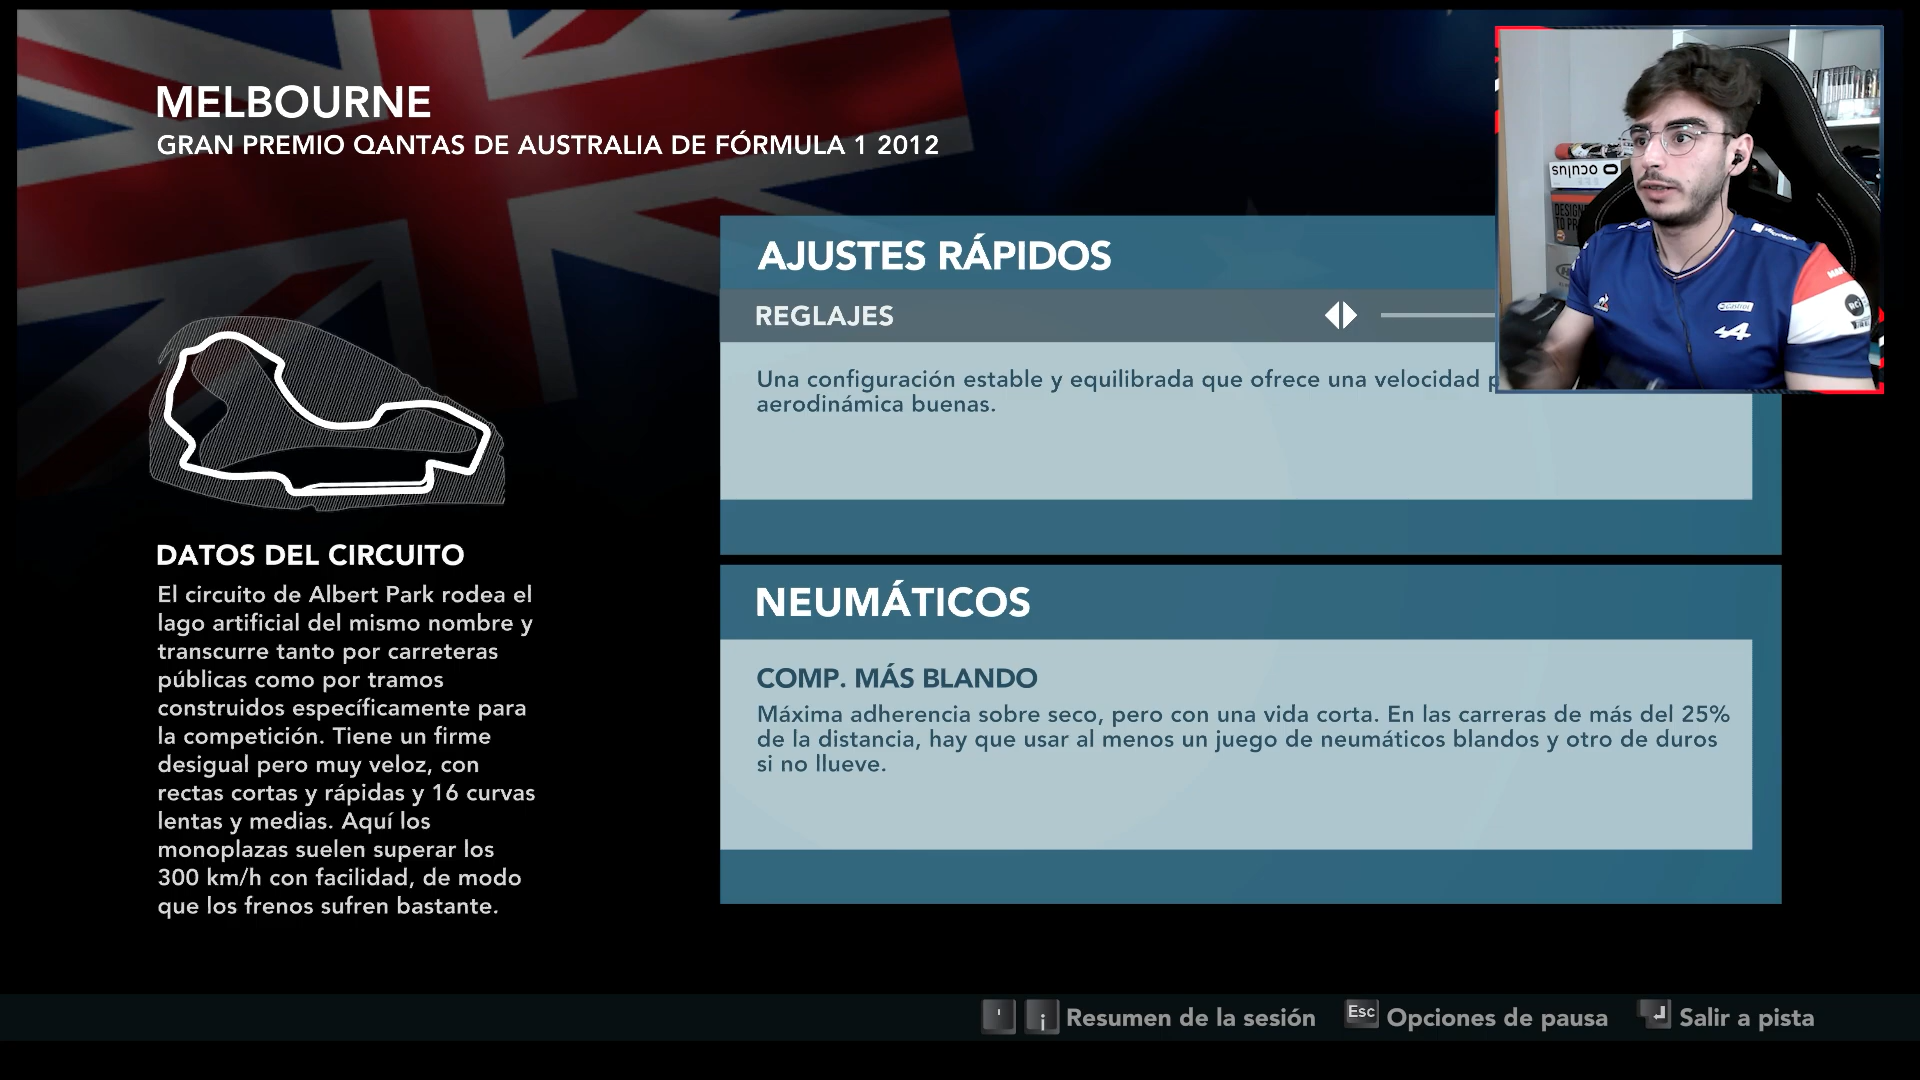 MELBOURNE
GRAN PREMIO QANTAS DE AUSTRALIA DE FÓRMULA 1 2012
AJUSTES RÁPIDOS
REGLAJES
Una configuración estable y equilibrada que ofrece una velocidad
aerodinámica buenas.
oculus
Castrol
DATOS DEL CIRCUITO
El circuito de Albert Park rodea el
lago artificial del mismo nombre y
transcurre tanto por carreteras
públicas como por tramos
construidos específicamente para
la competición. Tiene un firme
desigual pero muy veloz, con
rectas cortas y rápidas y 16 curvas
lentas y medias. Aquí los
monoplazas suelen superar los
300 km/h con facilidad, de modo
que los frenos sufren bastante.
NEUMÁTICOS
COMP. MÁS BLANDO
Máxima adherencia sobre seco, pero con una vida corta. En las carreras de más del 25%
de la distancia, hay que usar al menos un juego de neumáticos blandos y otro de duros
si no llueve.
' ¡ Resumen de la sesión Esc Opciones de pausa Salir a pista